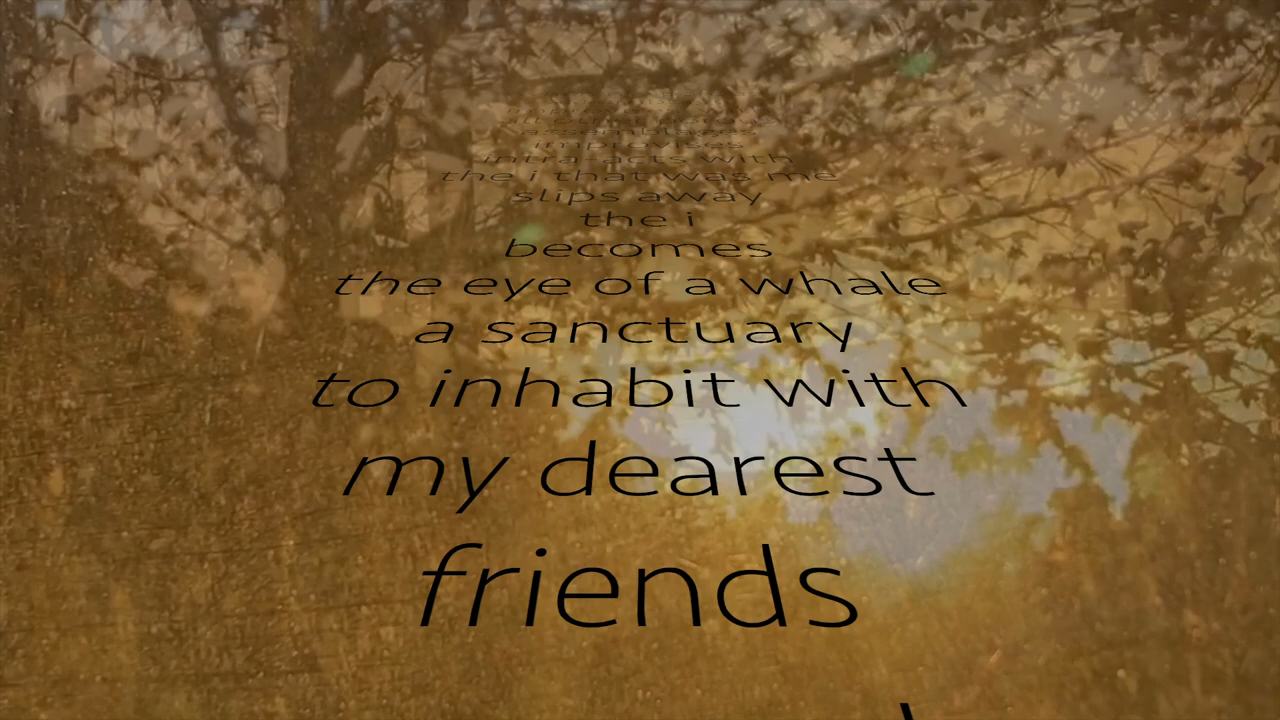 assemblages
improvises
intra-acts with
the i that was me
slips away
the i
becomes
the eye of a whale
a sanctuary
to inhabit with
my dearest
friends